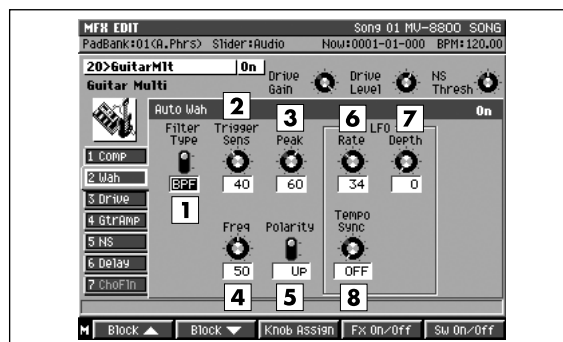 MFX EDIT Song 01 MV-8800 SONG
PadBank:01(A.Phrs) Slider:Audio Now:0001-01-000 BPM:120.00
20>GuitarMlt On
Guitar Multi
Drive Gain
Drive Level
NS Thresh
Auto Wah On
2 3 6 LFO 7
Filter Type
Trigger Sens
Peak
Rate
Depth
BPF 40 60 34 0
1
1 Comp
2 Wah
3 Drive
4 GtrAmp
5 NS
6 Delay
7 ChoFln
Freq
Polarity
Tempo Sync
50 UP OFF
4 5 8
M Block ▲ Block ▼ Knob Assign Fx On/Off Sw On/Off